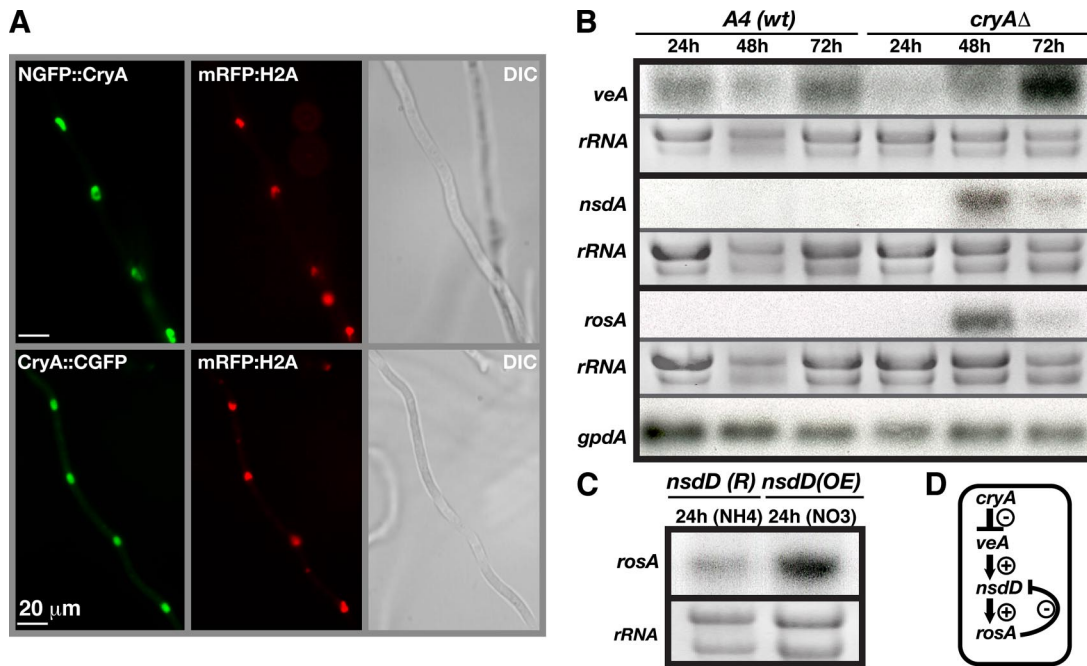 A
NGFP::CryA
mRFP:H2A
DIC
CryA::CGFP
mRFP:H2A
DIC
20 μm
B
A4 (wt) cryAΔ
24h 48h 72h 24h 48h 72h
veA
rRNA
nsdA
rRNA
rosA
rRNA
gpdA
C
nsdD (R) nsdD(OE)
24h (NH4) 24h (NO3)
rosA
rRNA
D
cryA
-
veA
+
nsdD
+
-
rosA